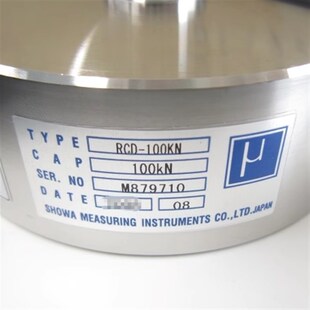 TYPE RCD-100KN
CAP 100kN
SER. NO M879710
DATE 08
µ
SHOWA MEASURING INSTRUMENTS CO.,LTD.JAPAN